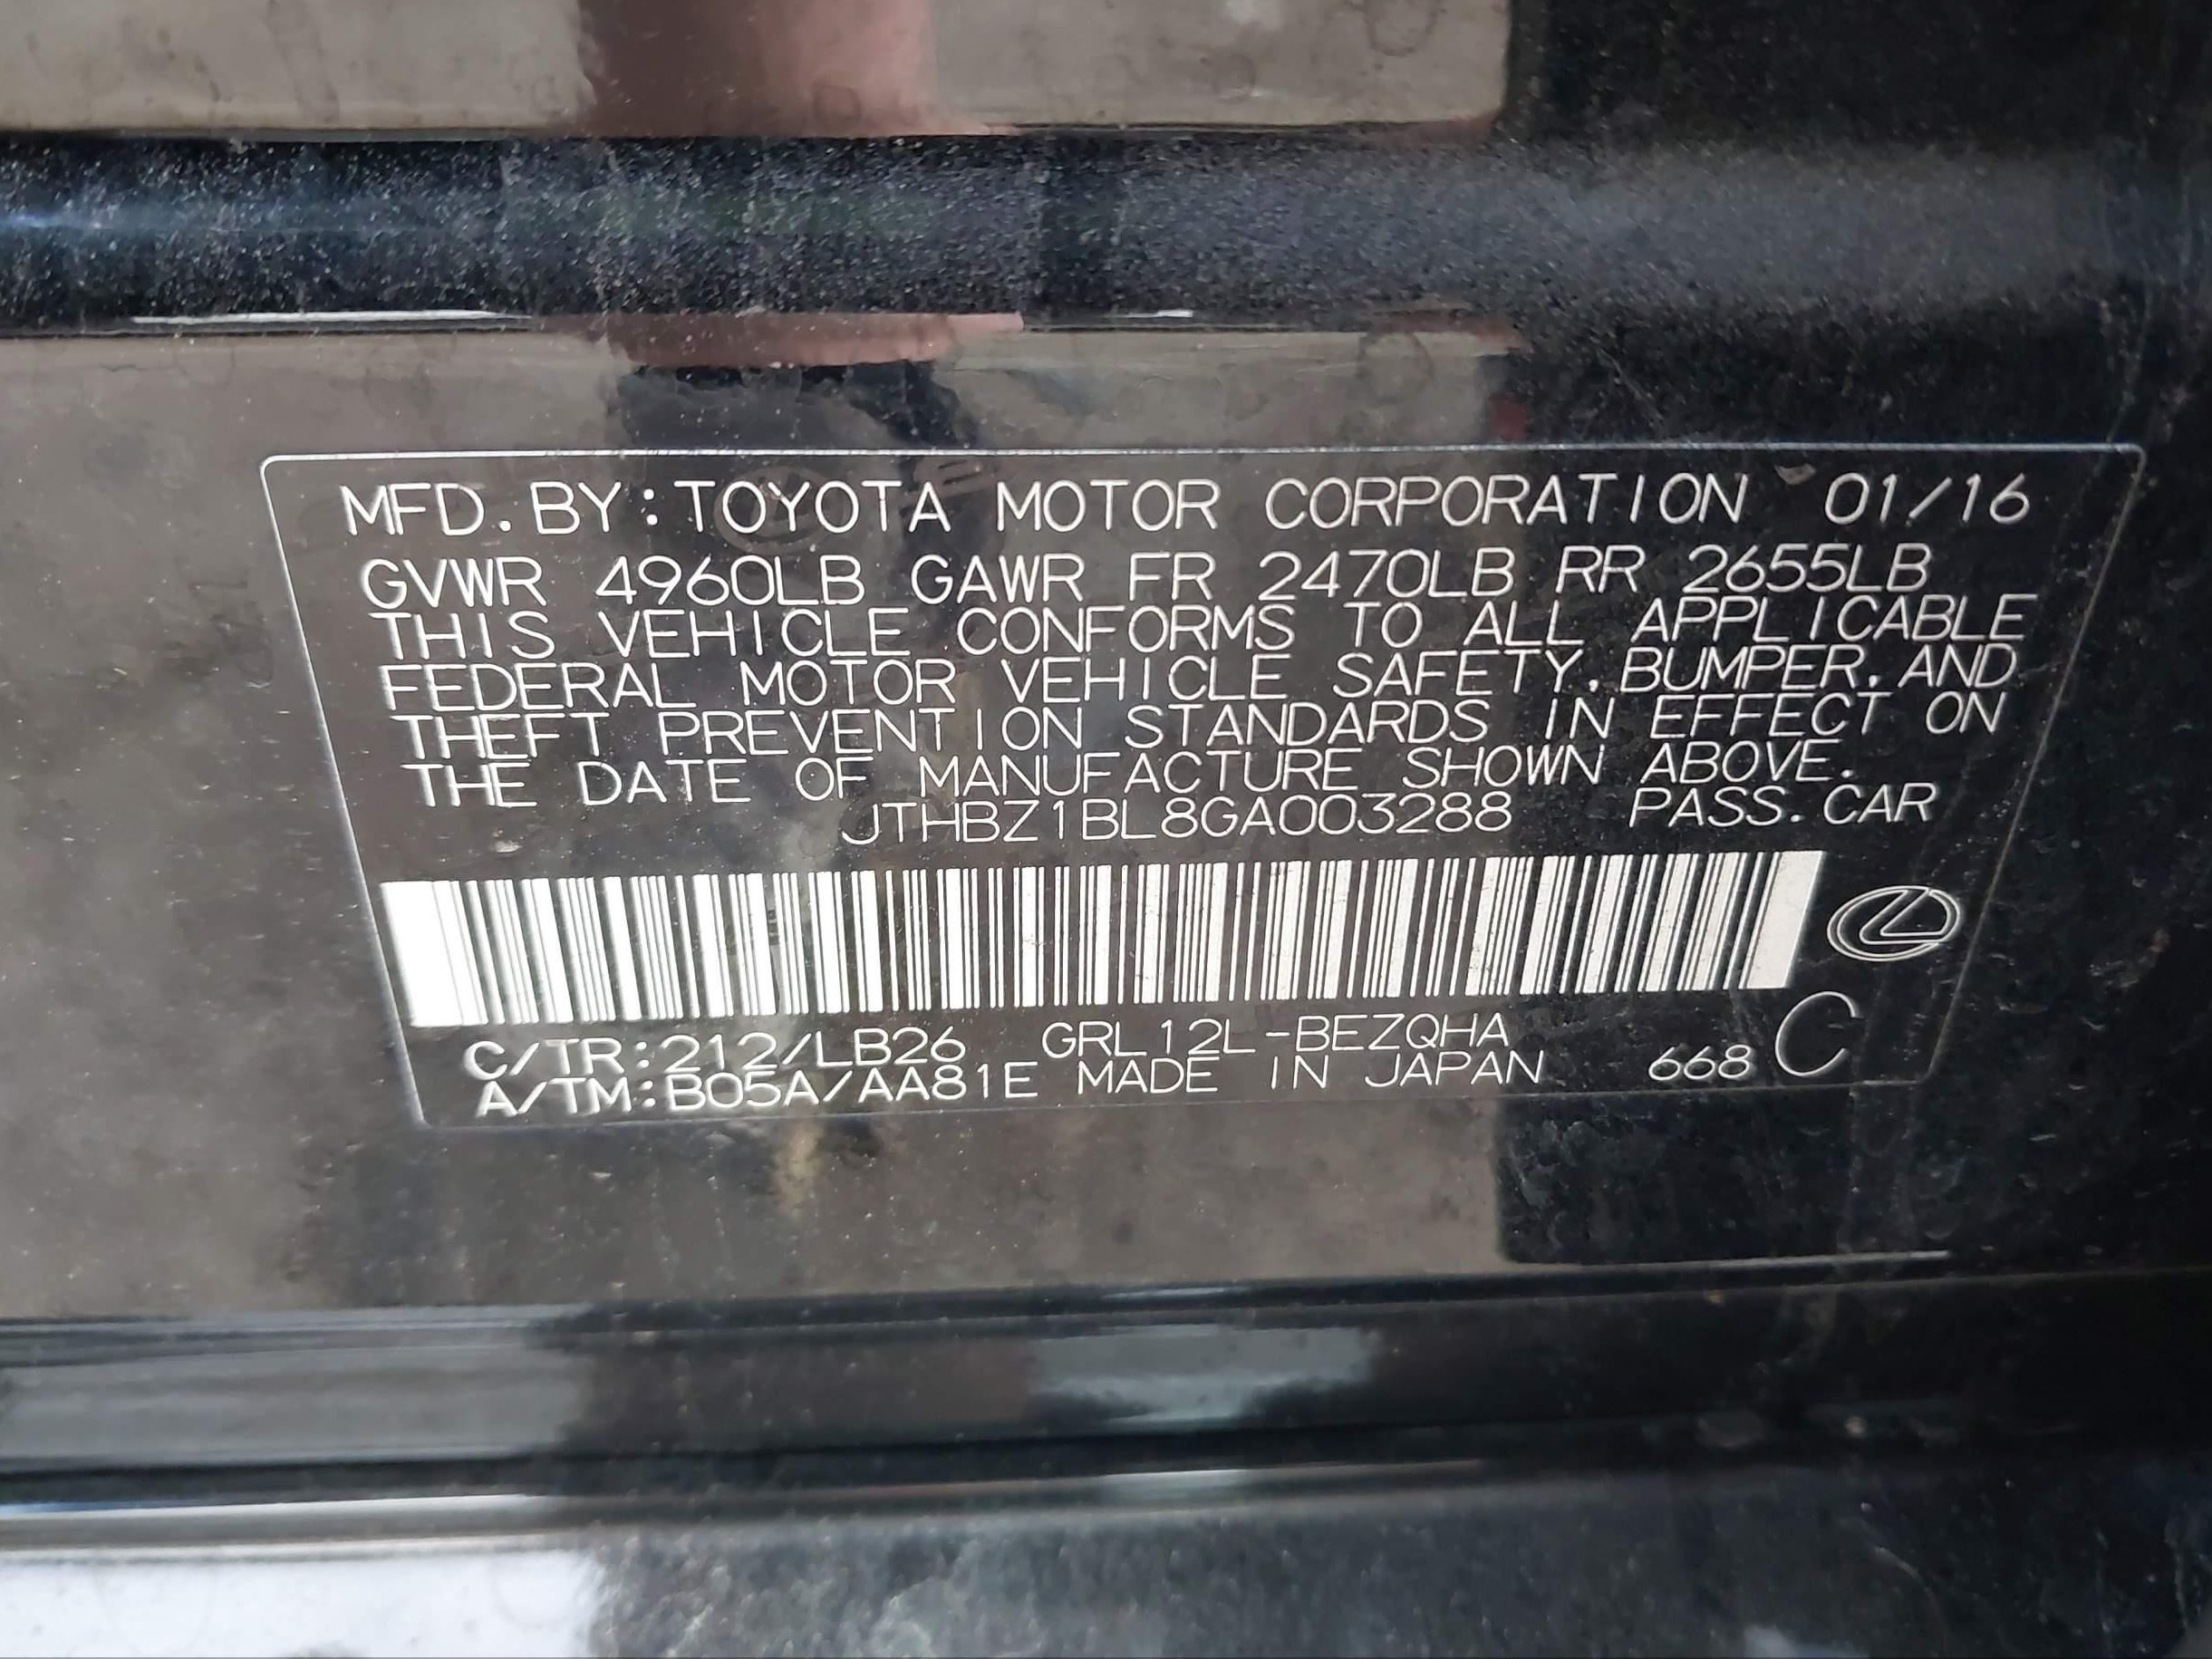 MFD. BY: TOYOTA MOTOR CORPORATION 01/16
GVWR 4960LB GAWR FR 2470LB RR 2655LB
THIS VEHICLE CONFORMS TO ALL APPLICABLE
FEDERAL MOTOR VEHICLE SAFETY, BUMPER, AND
THEFT PREVENTION STANDARDS IN EFFECT ON
THE DATE OF MANUFACTURE SHOWN ABOVE.
JTHBZ1BL8GA003288 PASS. CAR
C/TR:212/LB26 GRL12L-BEZQHA
A/TM:B05A/AA81E MADE IN JAPAN 668 C